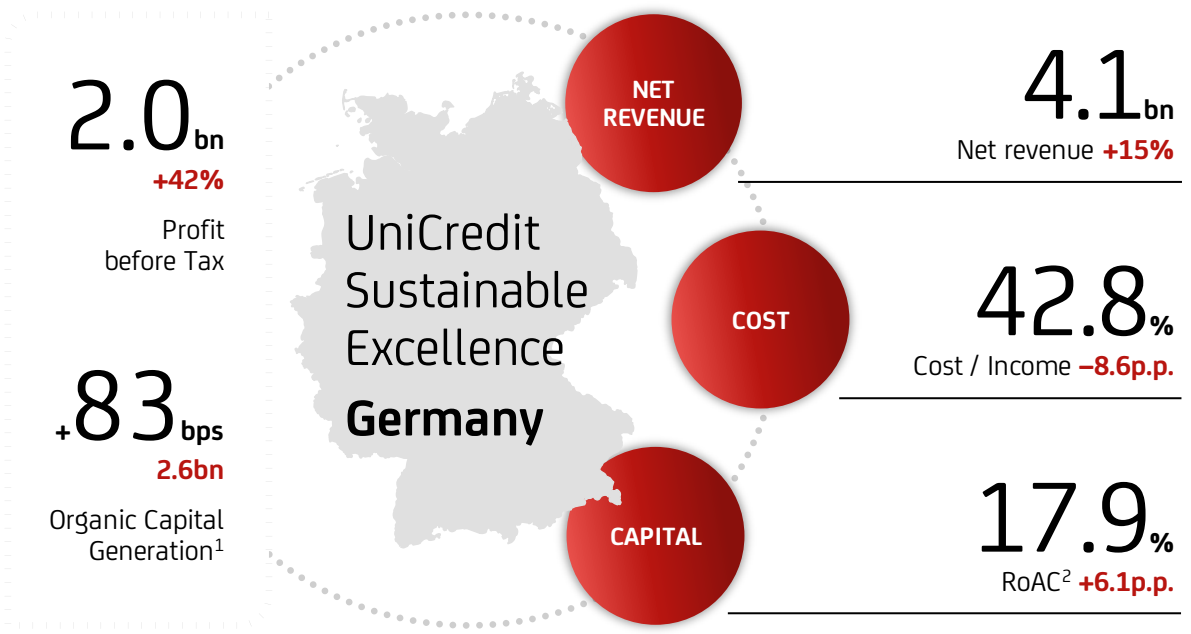 2.0bn
+42%
Profit
before Tax
+83bps
2.6bn
Organic Capital
Generation¹
UniCredit
Sustainable
Excellence
Germany
NET
REVENUE
COST
CAPITAL
4.1bn
Net revenue +15%
42.8%
Cost / Income –8.6p.p.
17.9%
RoAC² +6.1p.p.